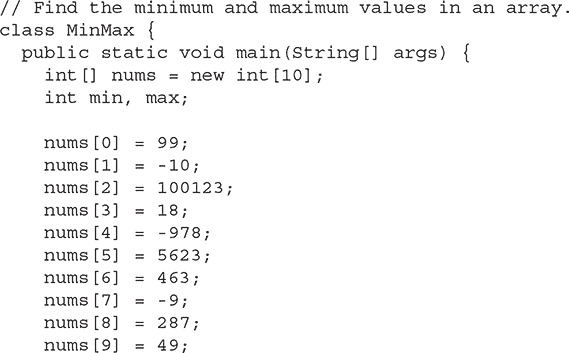 // Find the minimum and maximum values in an array.
class MinMax {
  public static void main(String[] args) {
    int[] nums = new int[10];
    int min, max;

    nums[0] = 99;
    nums[1] = -10;
    nums[2] = 100123;
    nums[3] = 18;
    nums[4] = -978;
    nums[5] = 5623;
    nums[6] = 463;
    nums[7] = -9;
    nums[8] = 287;
    nums[9] = 49;